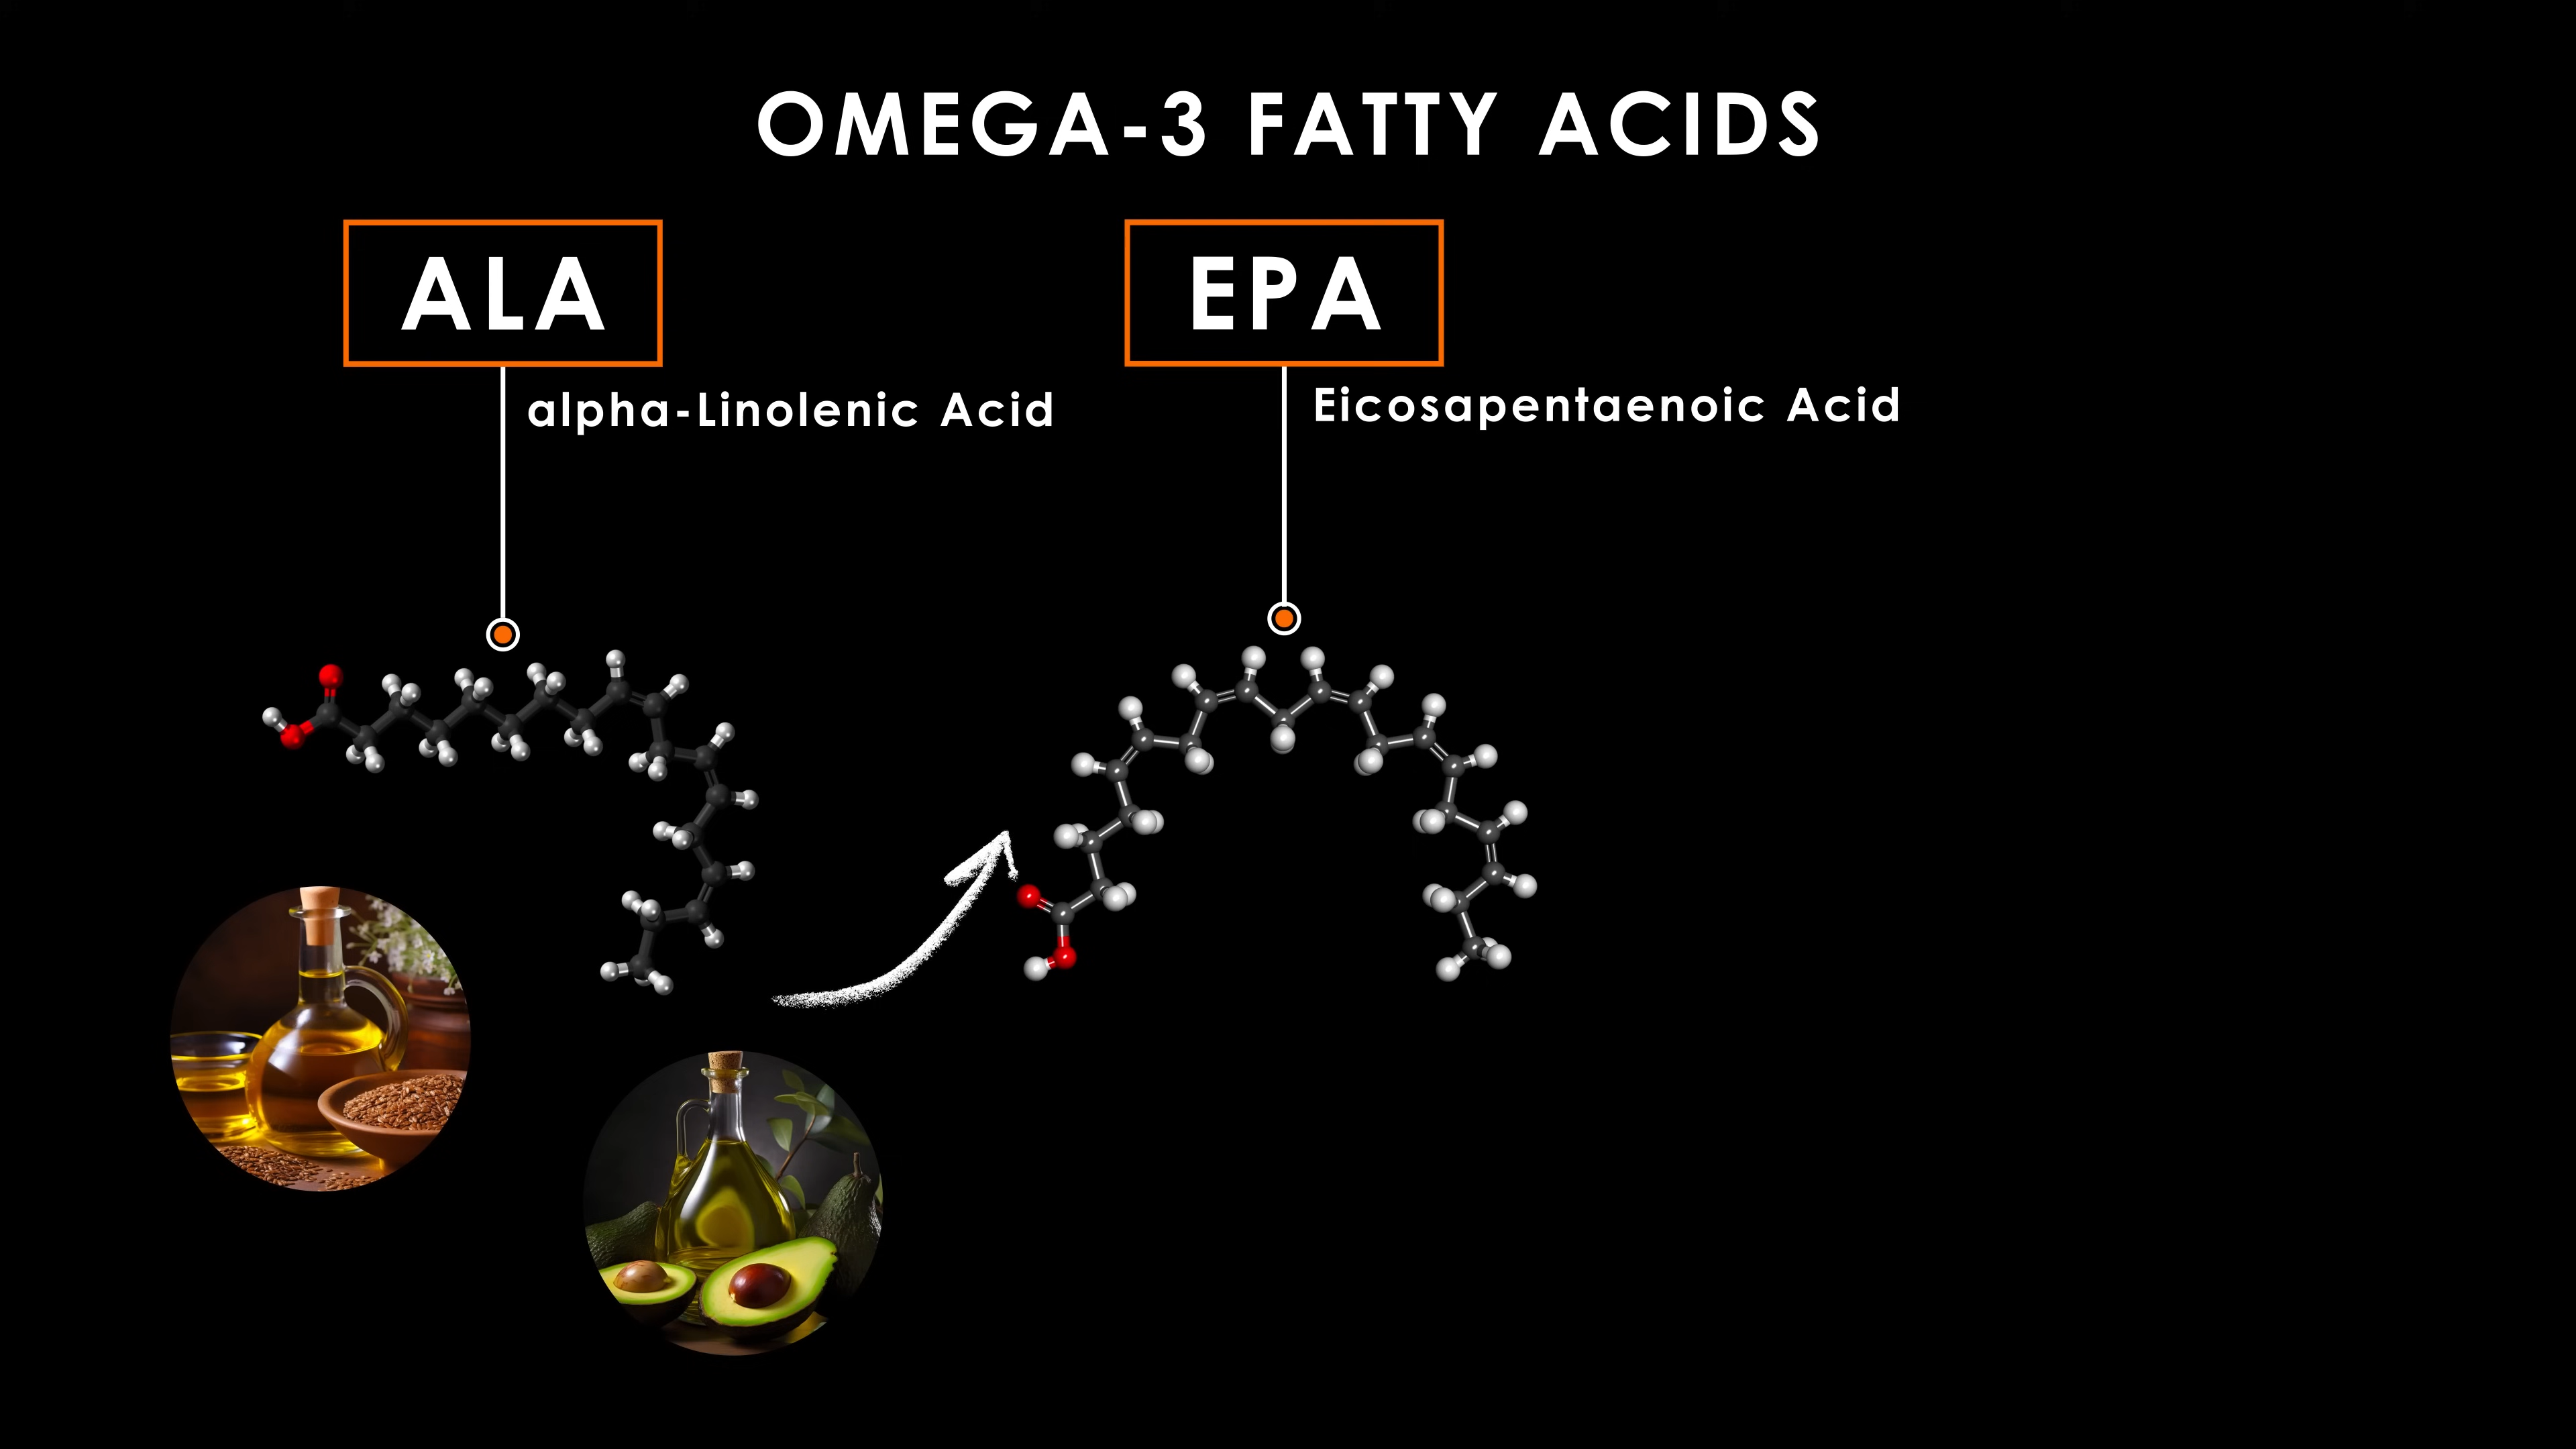 OMEGA-3 FATTY ACIDS
ALA
EPA
alpha-Linolenic Acid
Eicosapentaenoic Acid